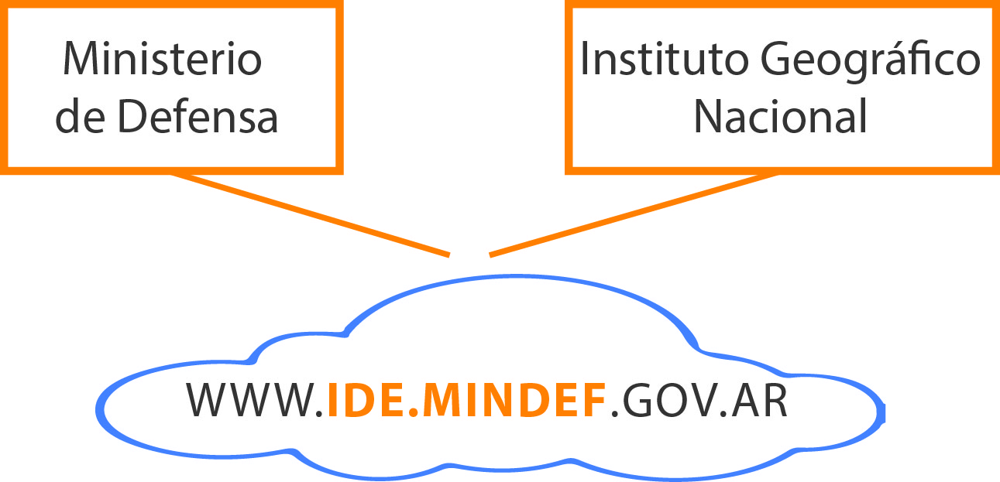 Ministerio
de Defensa
Instituto Geográfico
Nacional
WWW.IDE.MINDEF.GOV.AR